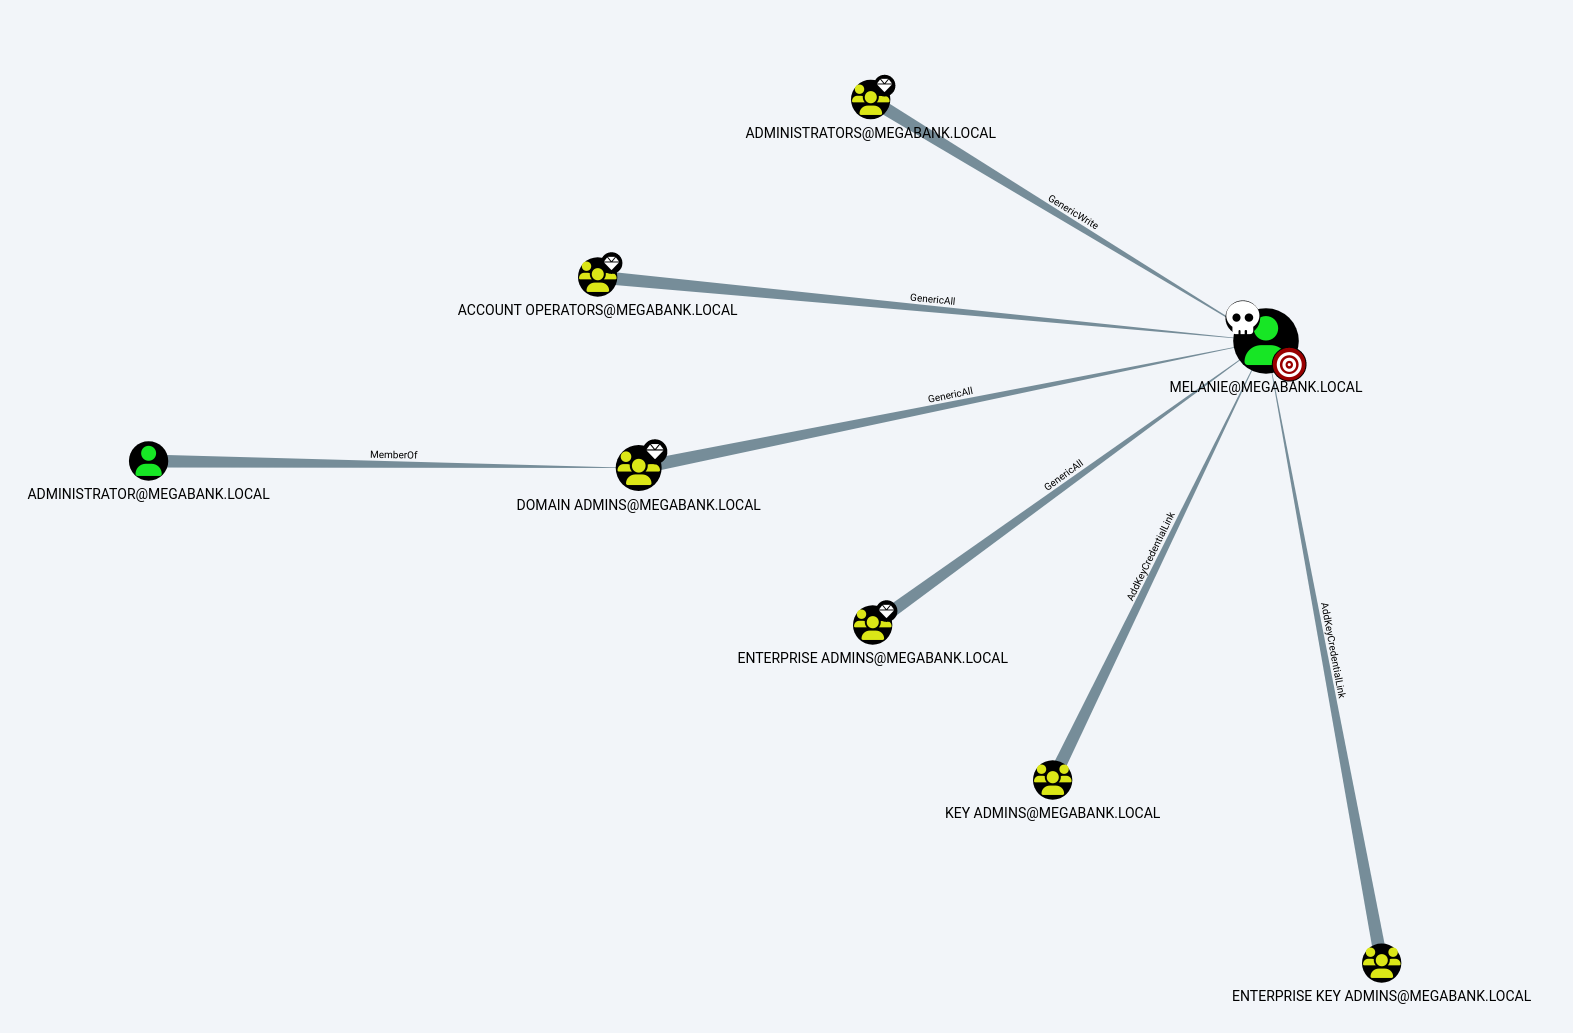 ADMINISTRATORS@MEGABANK.LOCAL
GenericWrite
ACCOUNT OPERATORS@MEGABANK.LOCAL
GenericAll
MELANIE@MEGABANK.LOCAL
GenericAll
MemberOf
ADMINISTRATOR@MEGABANK.LOCAL
DOMAIN ADMINS@MEGABANK.LOCAL
GenericAll
AddKeyCredentialLink
AddKeyCredentialLink
ENTERPRISE ADMINS@MEGABANK.LOCAL
KEY ADMINS@MEGABANK.LOCAL
ENTERPRISE KEY ADMINS@MEGABANK.LOCAL